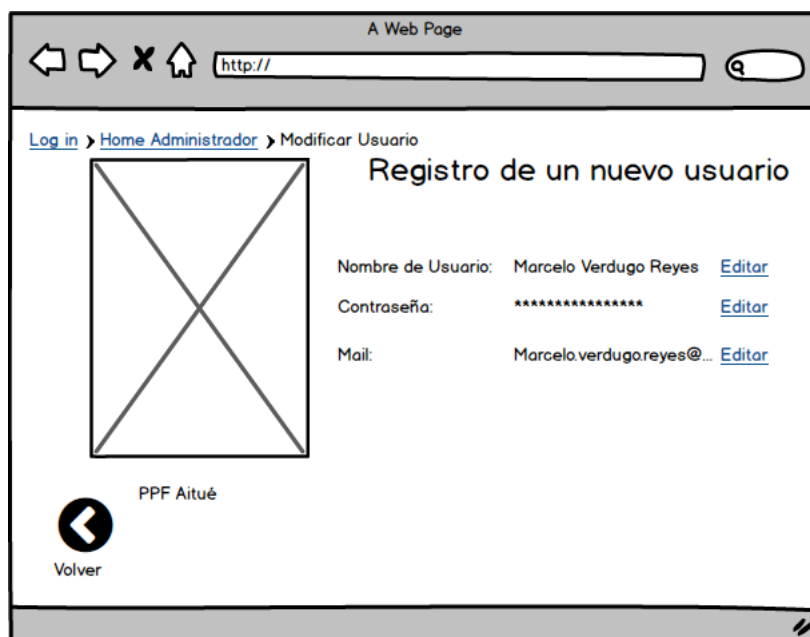 A Web Page
http://
Log in Home Administrador Modificar Usuario
Registro de un nuevo usuario
Nombre de Usuario: Marcelo Verdugo Reyes Editar
Contraseña: **************** Editar
Mail: Marcelo.verdugo.reyes@... Editar
PPF Aitué
Volver